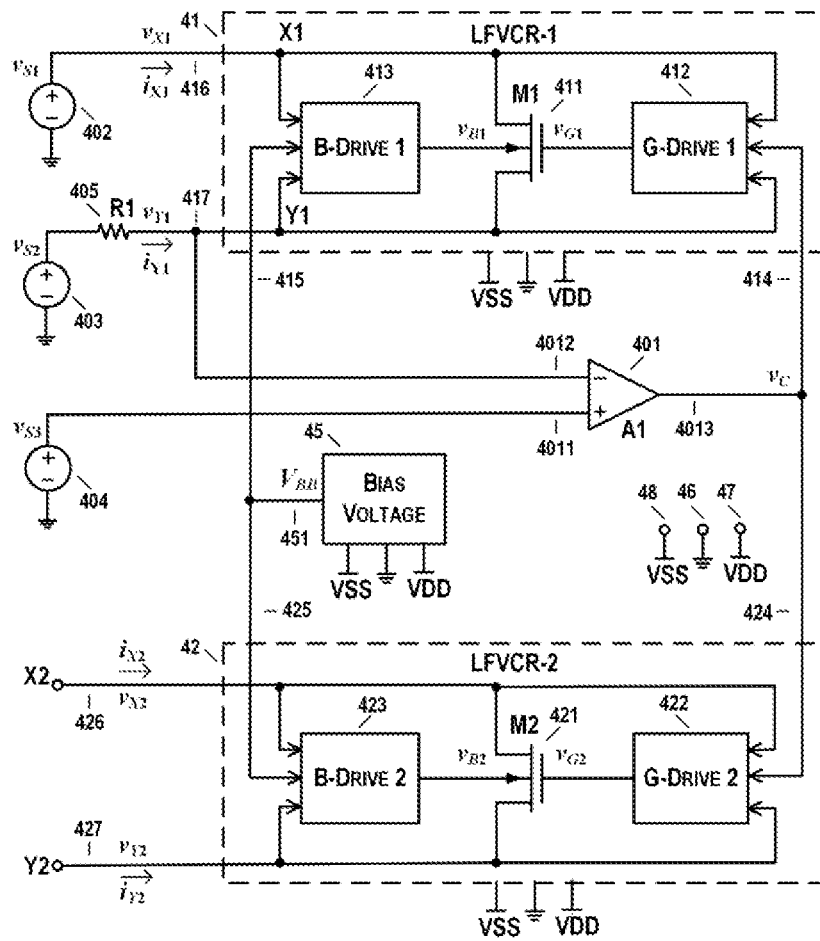 41 X1 LFVCR-1
vX1
vS1 iX1 416 413 M1 411 412
402 B-DRIVE 1 vB1 vG1 G-DRIVE 1
405 R1 vY1 417 Y1
vS2 iY1
403 415 VSS VDD 414
4012 401 vC
vS3 4011 A1 4013
404 45 VBB BIAS VOLTAGE 48 46 47
451 VSS VDD VSS VDD
425 424
iX2 42 LFVCR-2
X2 vX2
426 423 M2 421 422
B-DRIVE 2 vB2 vG2 G-DRIVE 2
427 vY2
Y2 iY2
VSS VDD